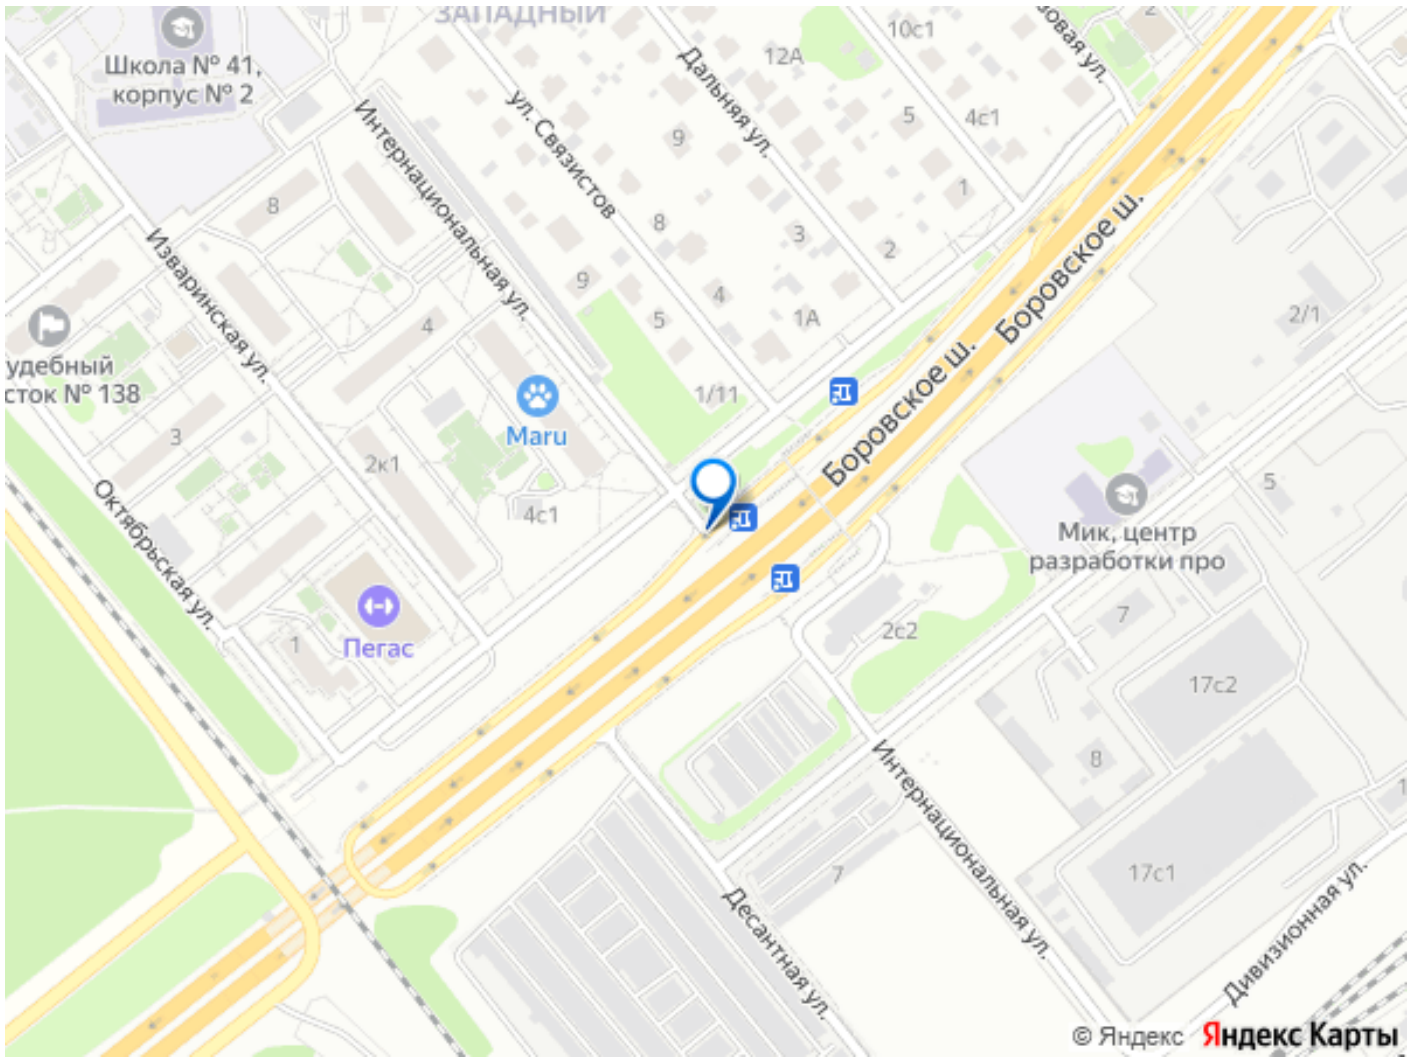 ЗАПАДНЫЙ
10с1
2
12А
Школа № 41,
корпус № 2
Дальняя ул.
ул. Связистов
Интернациональная ул.
5
4с1
9
1
8
8
3
2
Изваринская ул.
9
4
5
1А
Боровское ш.
2/1
4
удебный
сток № 138
1/11
Боровское ш.
Maru
3
2к1
4с1
5
Мик, центр
разработки про
Октябрьская ул.
7
2с2
1
Пегас
17с2
8
Интернациональная ул.
7
17с1
1
Десантная ул.
Дивизионная ул.
© Яндекс Яндекс Карты